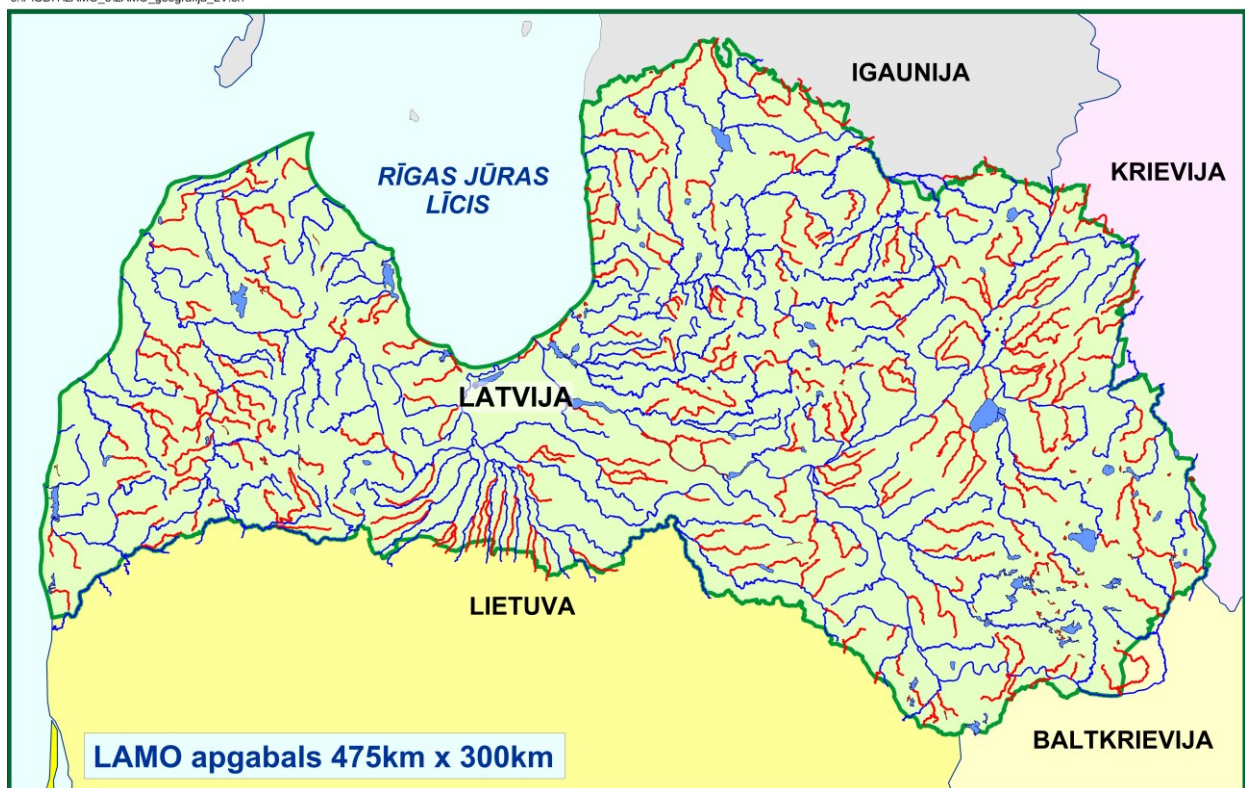 IGAUNIJA
KRIEVIJA
RĪGAS JŪRAS
LĪCIS
LATVIJA
LIETUVA
BALTKRIEVIJA
LAMO apgabals 475km x 300km